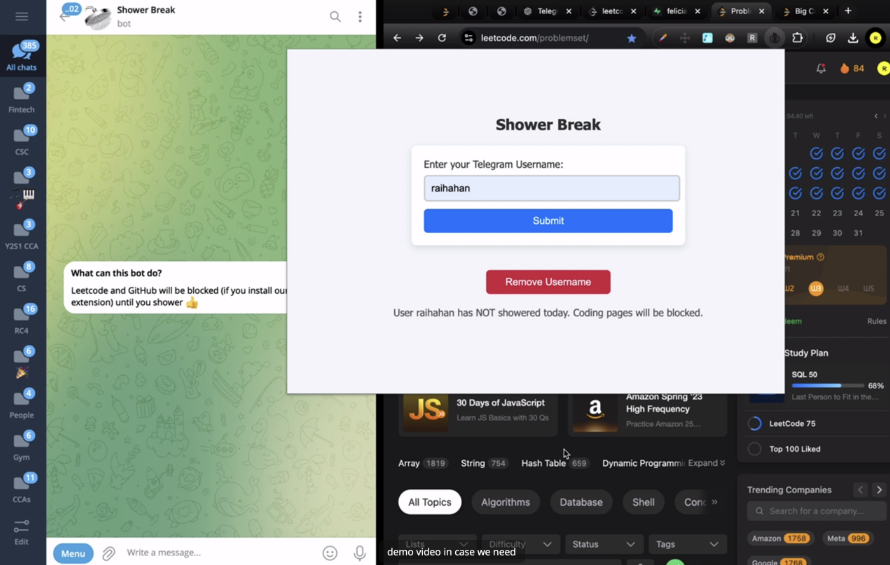 ..02
Shower Break
bot
385
All chats
2
Fintech
10
CSC
3
3
Y2S1 CCA
8
CS
16
RC4
6
4
People
6
Gym
11
CCAs
Edit
What can this bot do?
Leetcode and GitHub will be blocked (if you install our
extension) until you shower 👍
Menu
Write a message...
Teleg
leetc
felicia
Probl
Big C
leetcode.com/problemset/
R
R
84
R
34:40 left
T W T F S
21 22 23 24 25
28 29 30 31
Premium
W2 W3 W4 W5
Rules
Study Plan
SQL 50
68%
Last Person to Fit in the...
LeetCode 75
Top 100 Liked
Trending Companies
Search for a company...
Amazon 1758
Meta 996
Google 1768
Shower Break
Enter your Telegram Username:
raihahan
Submit
Remove Username
User raihahan has NOT showered today. Coding pages will be blocked.
JS
30 Days of JavaScript
Learn JS Basics with 30 Qs
a
Amazon Spring '23
High Frequency
Practice Amazon 25...
Array 1819
String 754
Hash Table 659
Dynamic Programmi
Expand
All Topics
Algorithms
Database
Shell
Conc
Lists
Difficulty
Status
Tags
demo video in case we need